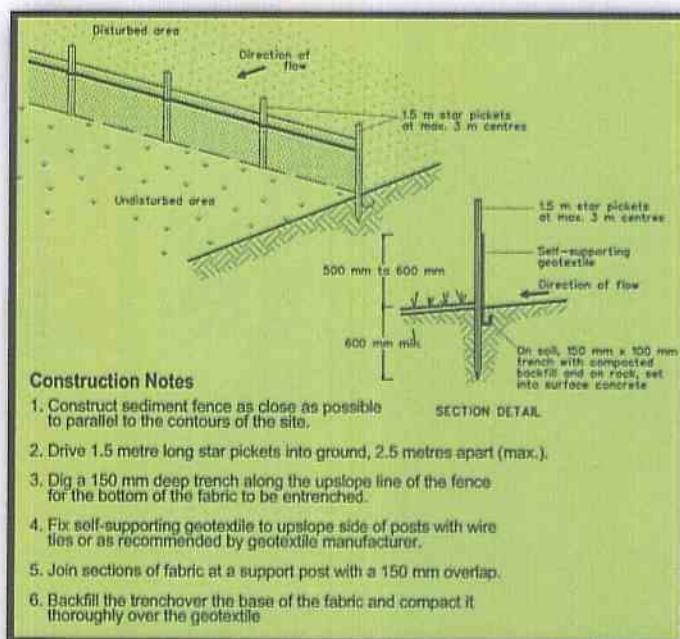 Disturbed area
Direction of
flow
1.5 m star pickets
at max. 3 m centres
Undisturbed area
1.5 m star pickets
at max. 3 m centres
Self-supporting
geotextile
500 mm to 600 mm
Direction of flow
600 mm min.
On soil, 150 mm x 100 mm
trench with compacted
backfill and on rock, set
into surface concrete
SECTION DETAIL
Construction Notes
1. Construct sediment fence as close as possible
to parallel to the contours of the site.
2. Drive 1.5 metre long star pickets into ground, 2.5 metres apart (max.).
3. Dig a 150 mm deep trench along the upslope line of the fence
for the bottom of the fabric to be entrenched.
4. Fix self-supporting geotextile to upslope side of posts with wire
ties or as recommended by geotextile manufacturer.
5. Join sections of fabric at a support post with a 150 mm overlap.
6. Backfill the trenchover the base of the fabric and compact it
thoroughly over the geotextile